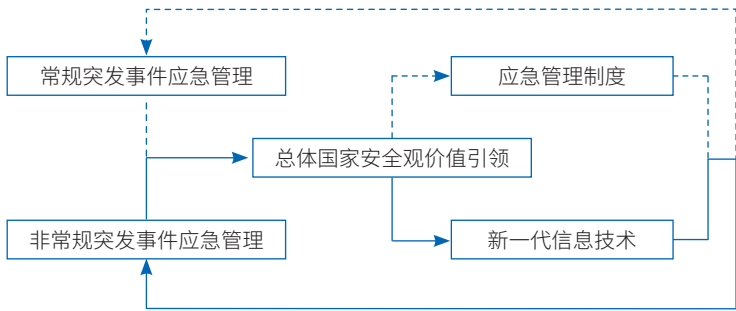 常规突发事件应急管理
应急管理制度
总体国家安全观价值引领
非常规突发事件应急管理
新一代信息技术